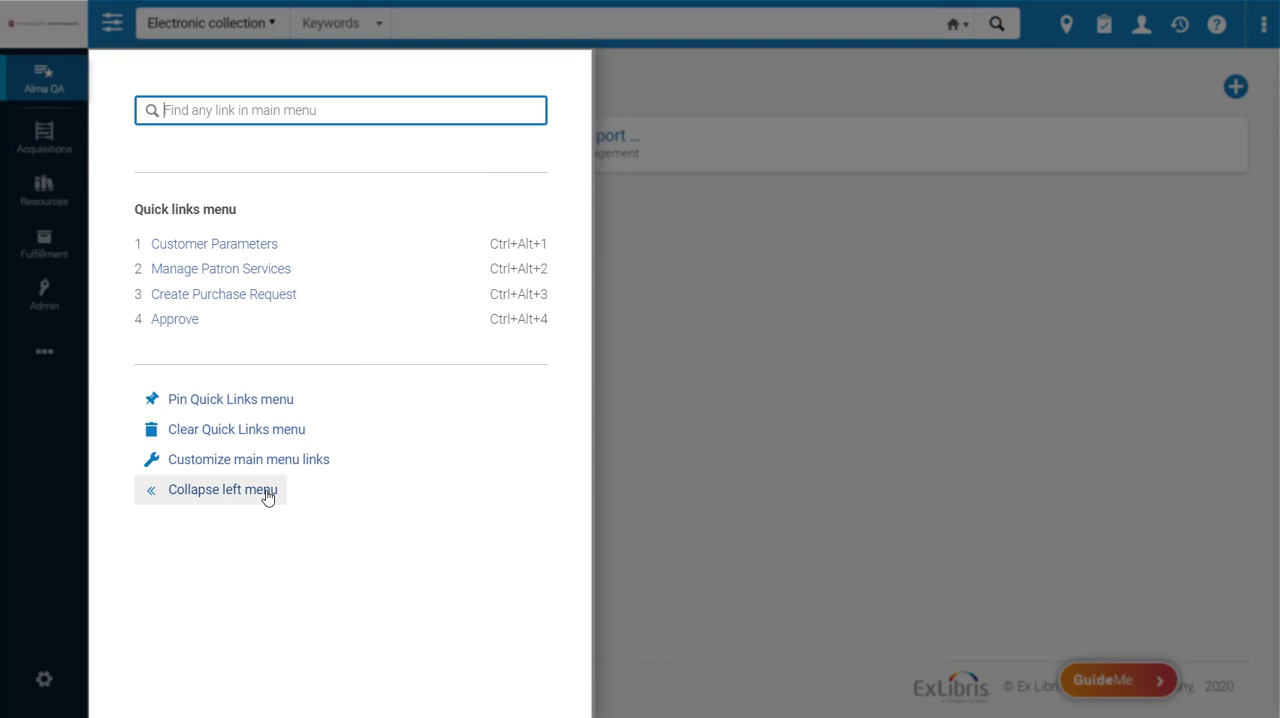 Electronic collection
Keywords
Alma QA
Acquisitions
Resources
Fulfillment
Admin
Find any link in main menu
port ...
agement
Quick links menu
1 Customer Parameters Ctrl+Alt+1
2 Manage Patron Services Ctrl+Alt+2
3 Create Purchase Request Ctrl+Alt+3
4 Approve Ctrl+Alt+4
Pin Quick Links menu
Clear Quick Links menu
Customize main menu links
« Collapse left menu
ExLibris © Ex Libr ny, 2020
GuideMe